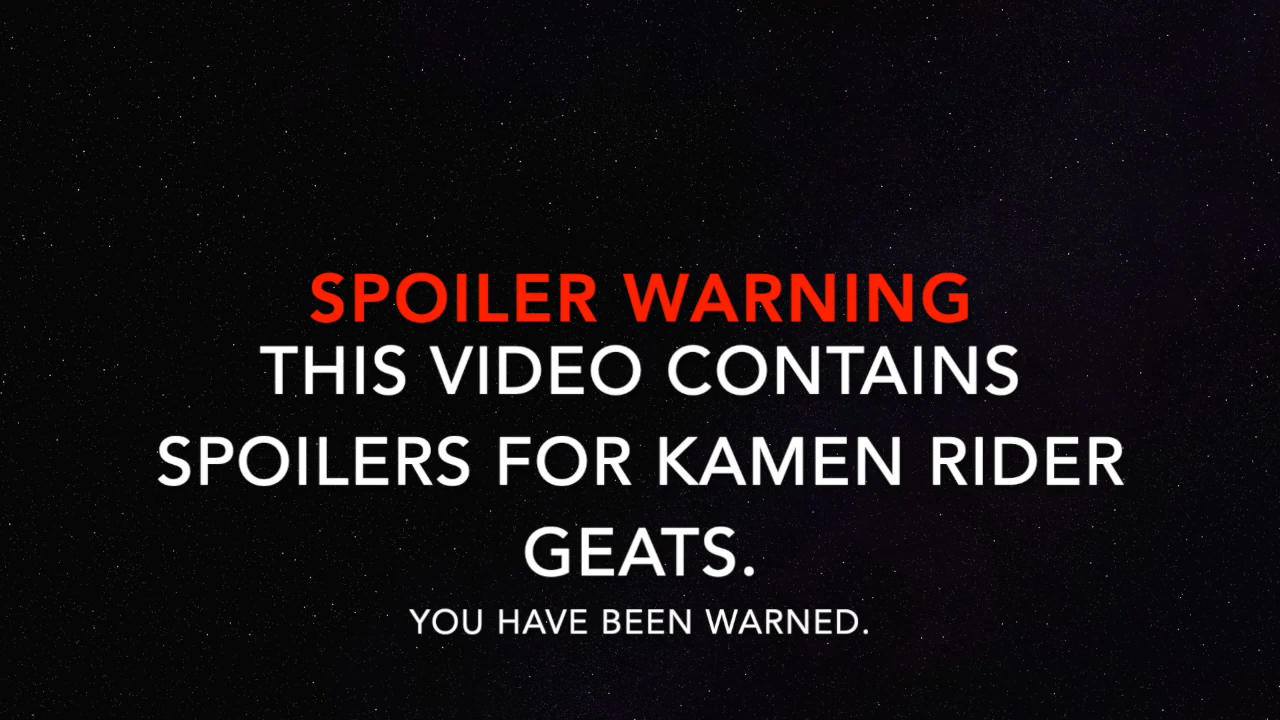 SPOILER WARNING
THIS VIDEO CONTAINS
SPOILERS FOR KAMEN RIDER
GEATS.
YOU HAVE BEEN WARNED.